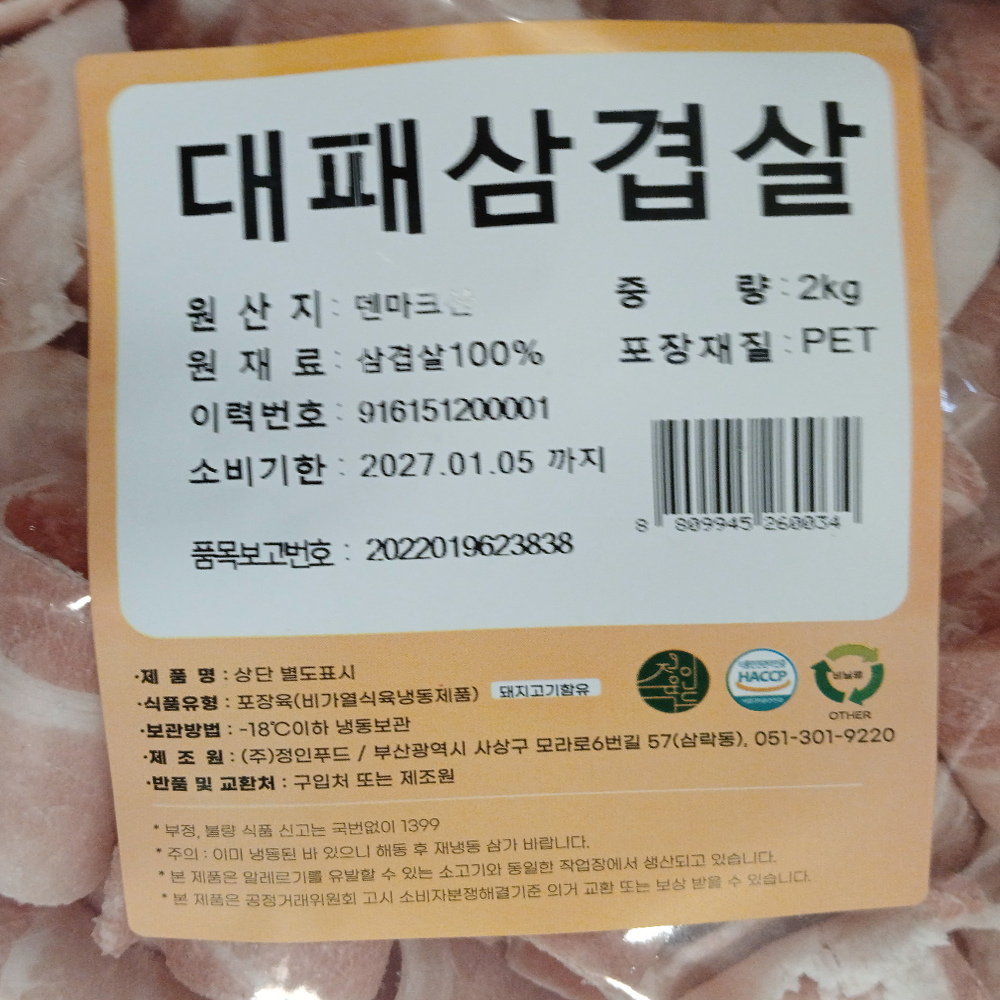 대패삼겹살
원산지 : 덴마크산
중량 : 2kg
원재료 : 삼겹살100%
포장재질 : PET
이력번호 : 916151200001
소비기한 : 2027.01.05 까지
8 809945 260034
품목보고번호 : 2022019623838
·제품명 : 상단 별도표시
·식품유형 : 포장육(비가열식육냉동제품) 돼지고기함유
·보관방법 : -18℃이하 냉동보관
·제조원 : (주)정인푸드 / 부산광역시 사상구 모라로6번길 57(삼락동), 051-301-9220
·반품 및 교환처 : 구입처 또는 제조원
HACCP
비닐류
OTHER
* 부정, 불량 식품 신고는 국번없이 1399
* 주의 : 이미 냉동된 바 있으니 해동 후 재냉동 삼가 바랍니다.
* 본 제품은 알레르기를 유발할 수 있는 소고기와 동일한 작업장에서 생산되고 있습니다.
* 본 제품은 공정거래위원회 고시 소비자분쟁해결기준 의거 교환 또는 보상 받을 수 있습니다.